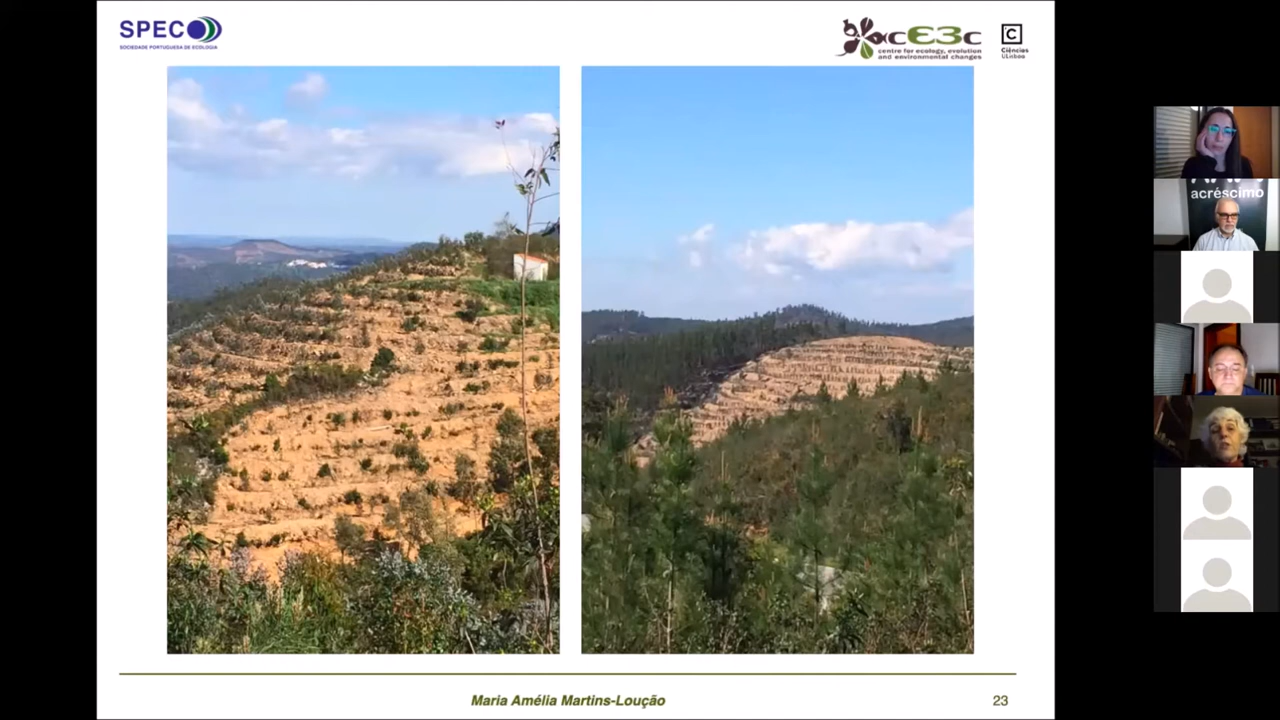 SPECO
SOCIEDADE PORTUGUESA DE ECOLOGIA
cE3c
centre for ecology, evolution
and environmental changes
C
Ciências
ULisboa
acréscimo
Maria Amélia Martins-Loução
23